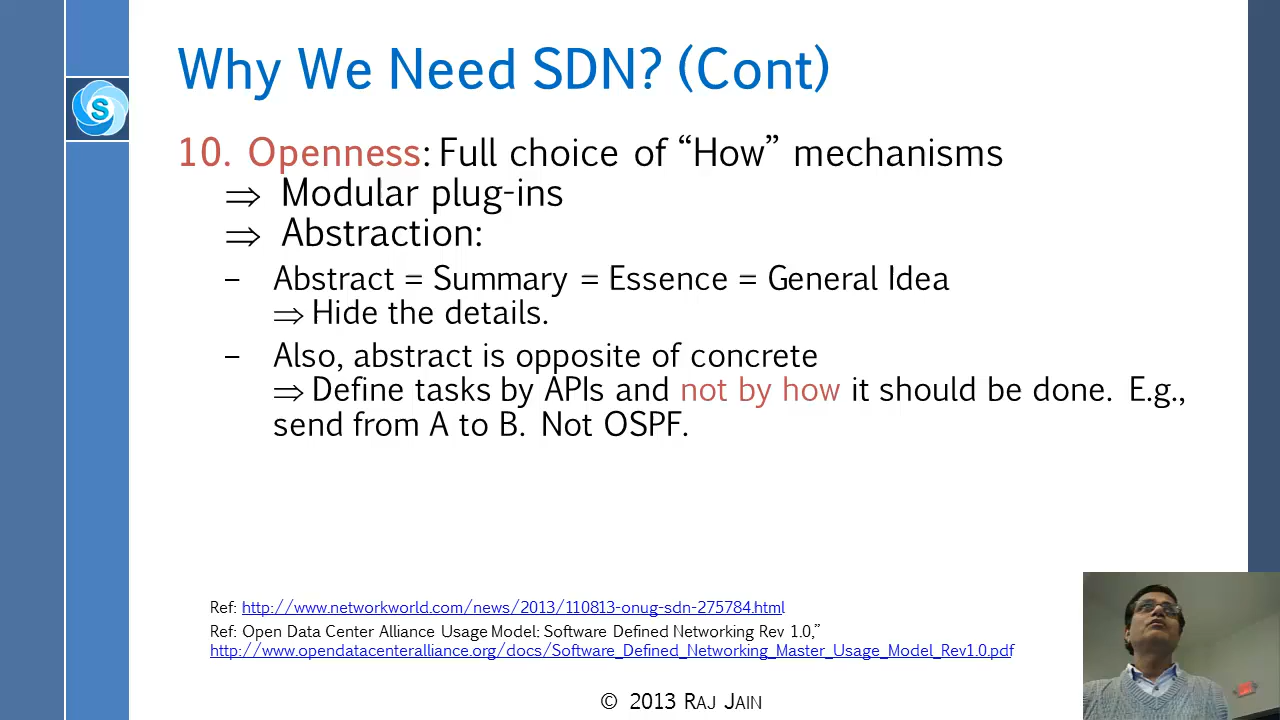 Why We Need SDN? (Cont)
S
10. Openness: Full choice of “How” mechanisms
⇒ Modular plug-ins
⇒ Abstraction:
– Abstract = Summary = Essence = General Idea
⇒ Hide the details.
– Also, abstract is opposite of concrete
⇒ Define tasks by APIs and not by how it should be done. E.g.,
send from A to B. Not OSPF.
Ref: http://www.networkworld.com/news/2013/110813-onug-sdn-275784.html
Ref: Open Data Center Alliance Usage Model: Software Defined Networking Rev 1.0,”
http://www.opendatacenteralliance.org/docs/Software_Defined_Networking_Master_Usage_Model_Rev1.0.pdf
© 2013 RAJ JAIN